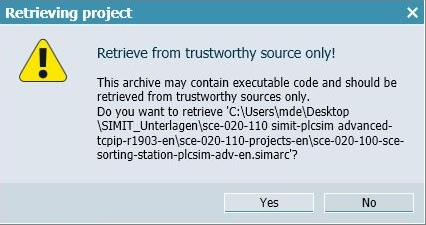 Retrieving project
Retrieve from trustworthy source only!
This archive may contain executable code and should be
retrieved from trustworthy sources only.
Do you want to retrieve 'C:\Users\mde\Desktop
\SIMIT_Unterlagen\sce-020-110 simit-plcsim advanced-
tcpip-r1903-en\sce-020-110-projects-en\sce-020-100-sce-
sorting-station-plcsim-adv-en.simarc'?
Yes
No